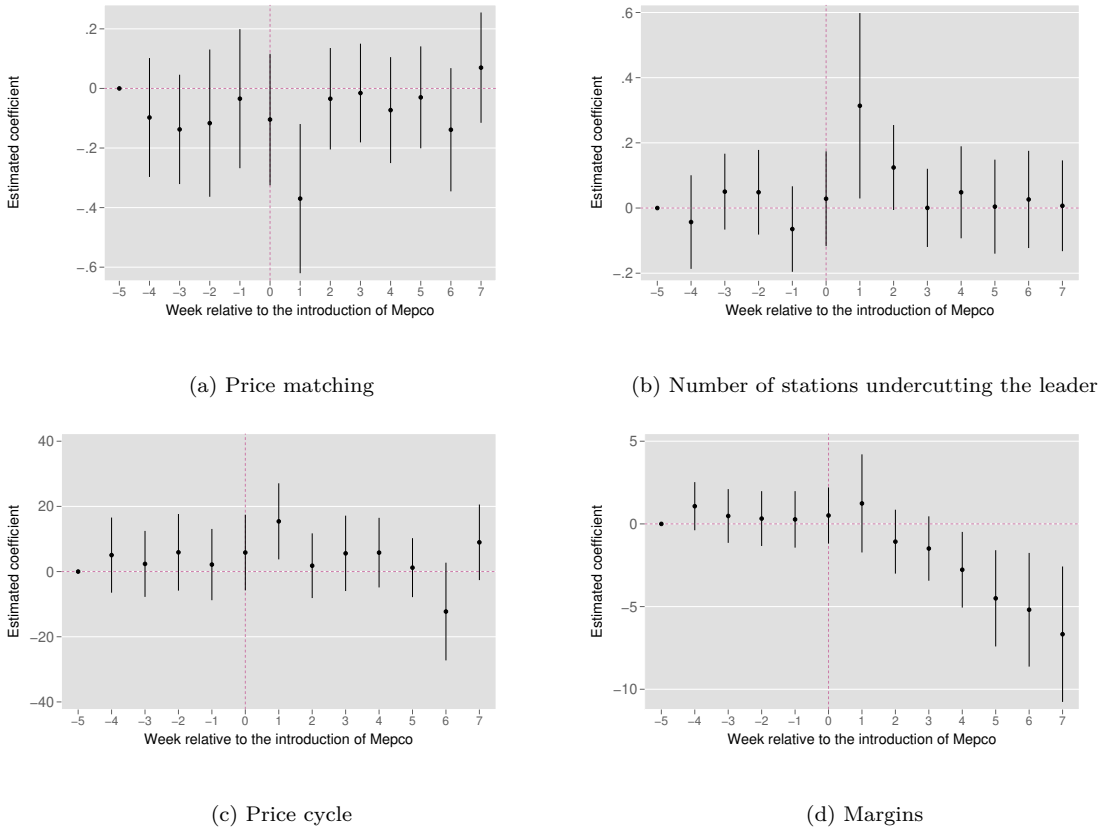 .2
0
−.2
−.4
−.6
Estimated coefficient
−5 −4 −3 −2 −1 0 1 2 3 4 5 6 7
Week relative to the introduction of Mepco
(a) Price matching
.6
.4
.2
0
−.2
Estimated coefficient
−5 −4 −3 −2 −1 0 1 2 3 4 5 6 7
Week relative to the introduction of Mepco
(b) Number of stations undercutting the leader
40
20
0
−20
−40
Estimated coefficient
−5 −4 −3 −2 −1 0 1 2 3 4 5 6 7
Week relative to the introduction of Mepco
(c) Price cycle
5
0
−5
−10
Estimated coefficient
−5 −4 −3 −2 −1 0 1 2 3 4 5 6 7
Week relative to the introduction of Mepco
(d) Margins